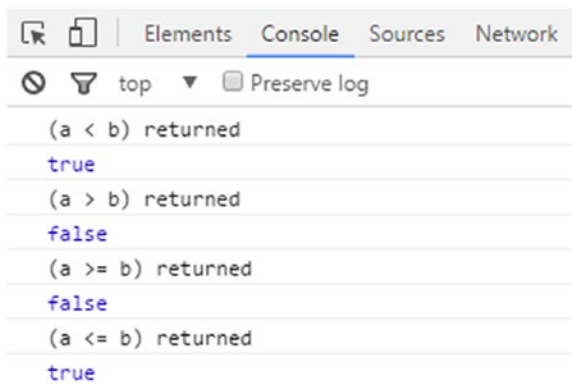 Elements Console Sources Network
top ▼ Preserve log
(a < b) returned
true
(a > b) returned
false
(a >= b) returned
false
(a <= b) returned
true